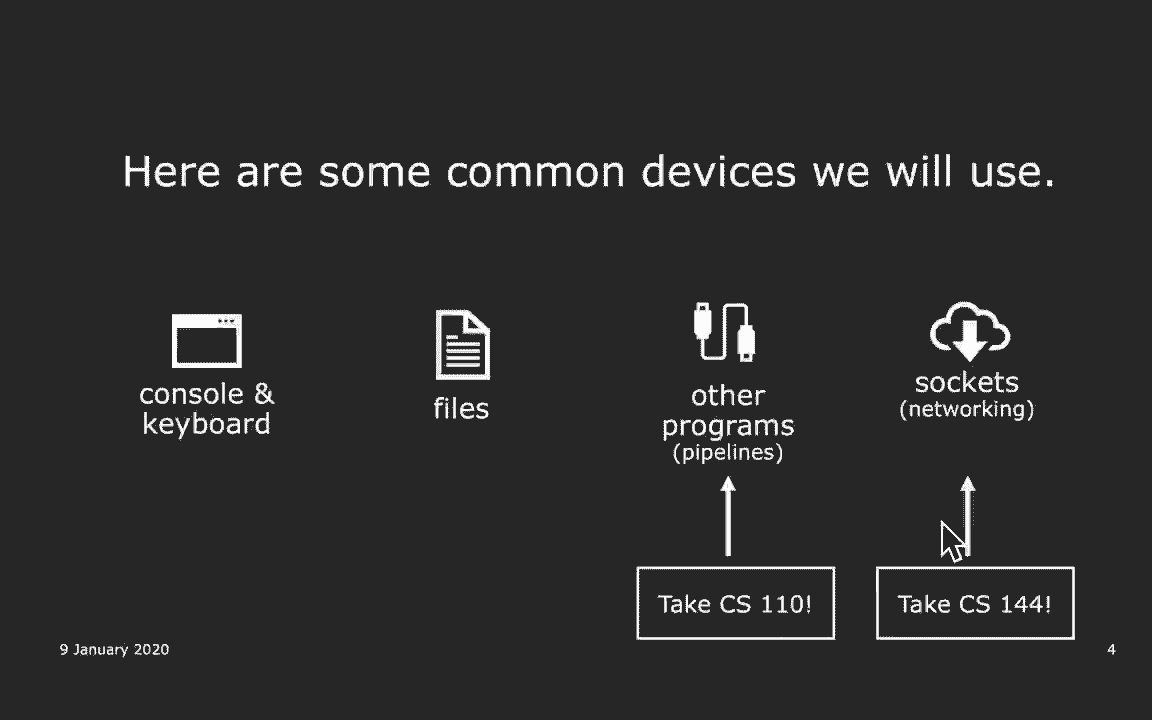 Here are some common devices we will use.
console &
keyboard
files
other
programs
(pipelines)
sockets
(networking)
Take CS 110!
Take CS 144!
9 January 2020
4